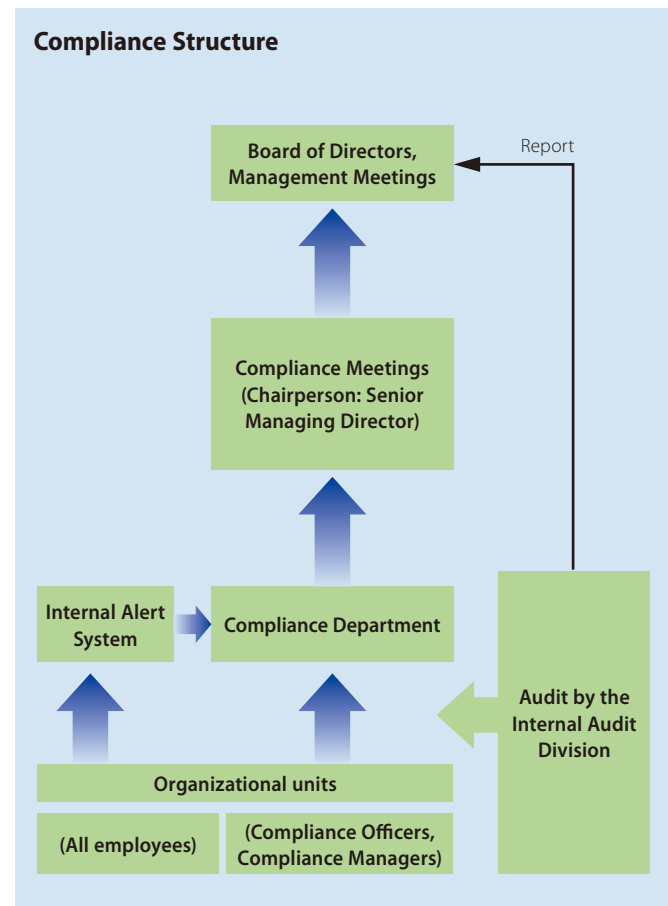 Compliance Structure
Board of Directors,
Management Meetings
Report
Compliance Meetings
(Chairperson: Senior
Managing Director)
Internal Alert
System
Compliance Department
Audit by the
Internal Audit
Division
Organizational units
(All employees)
(Compliance Officers,
Compliance Managers)